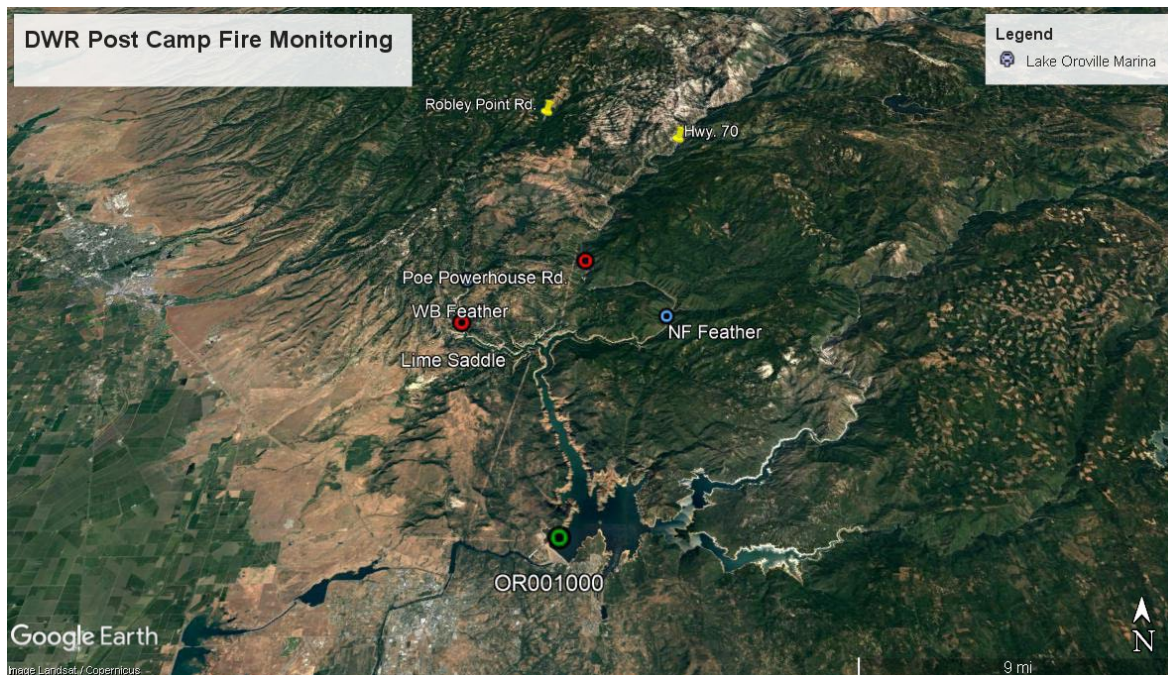 DWR Post Camp Fire Monitoring
Legend
Lake Oroville Marina
Robley Point Rd.
Hwy. 70
Poe Powerhouse Rd.
WB Feather
NF Feather
Lime Saddle
OR001000
Google Earth
N
Image Landsat / Copernicus
9 mi